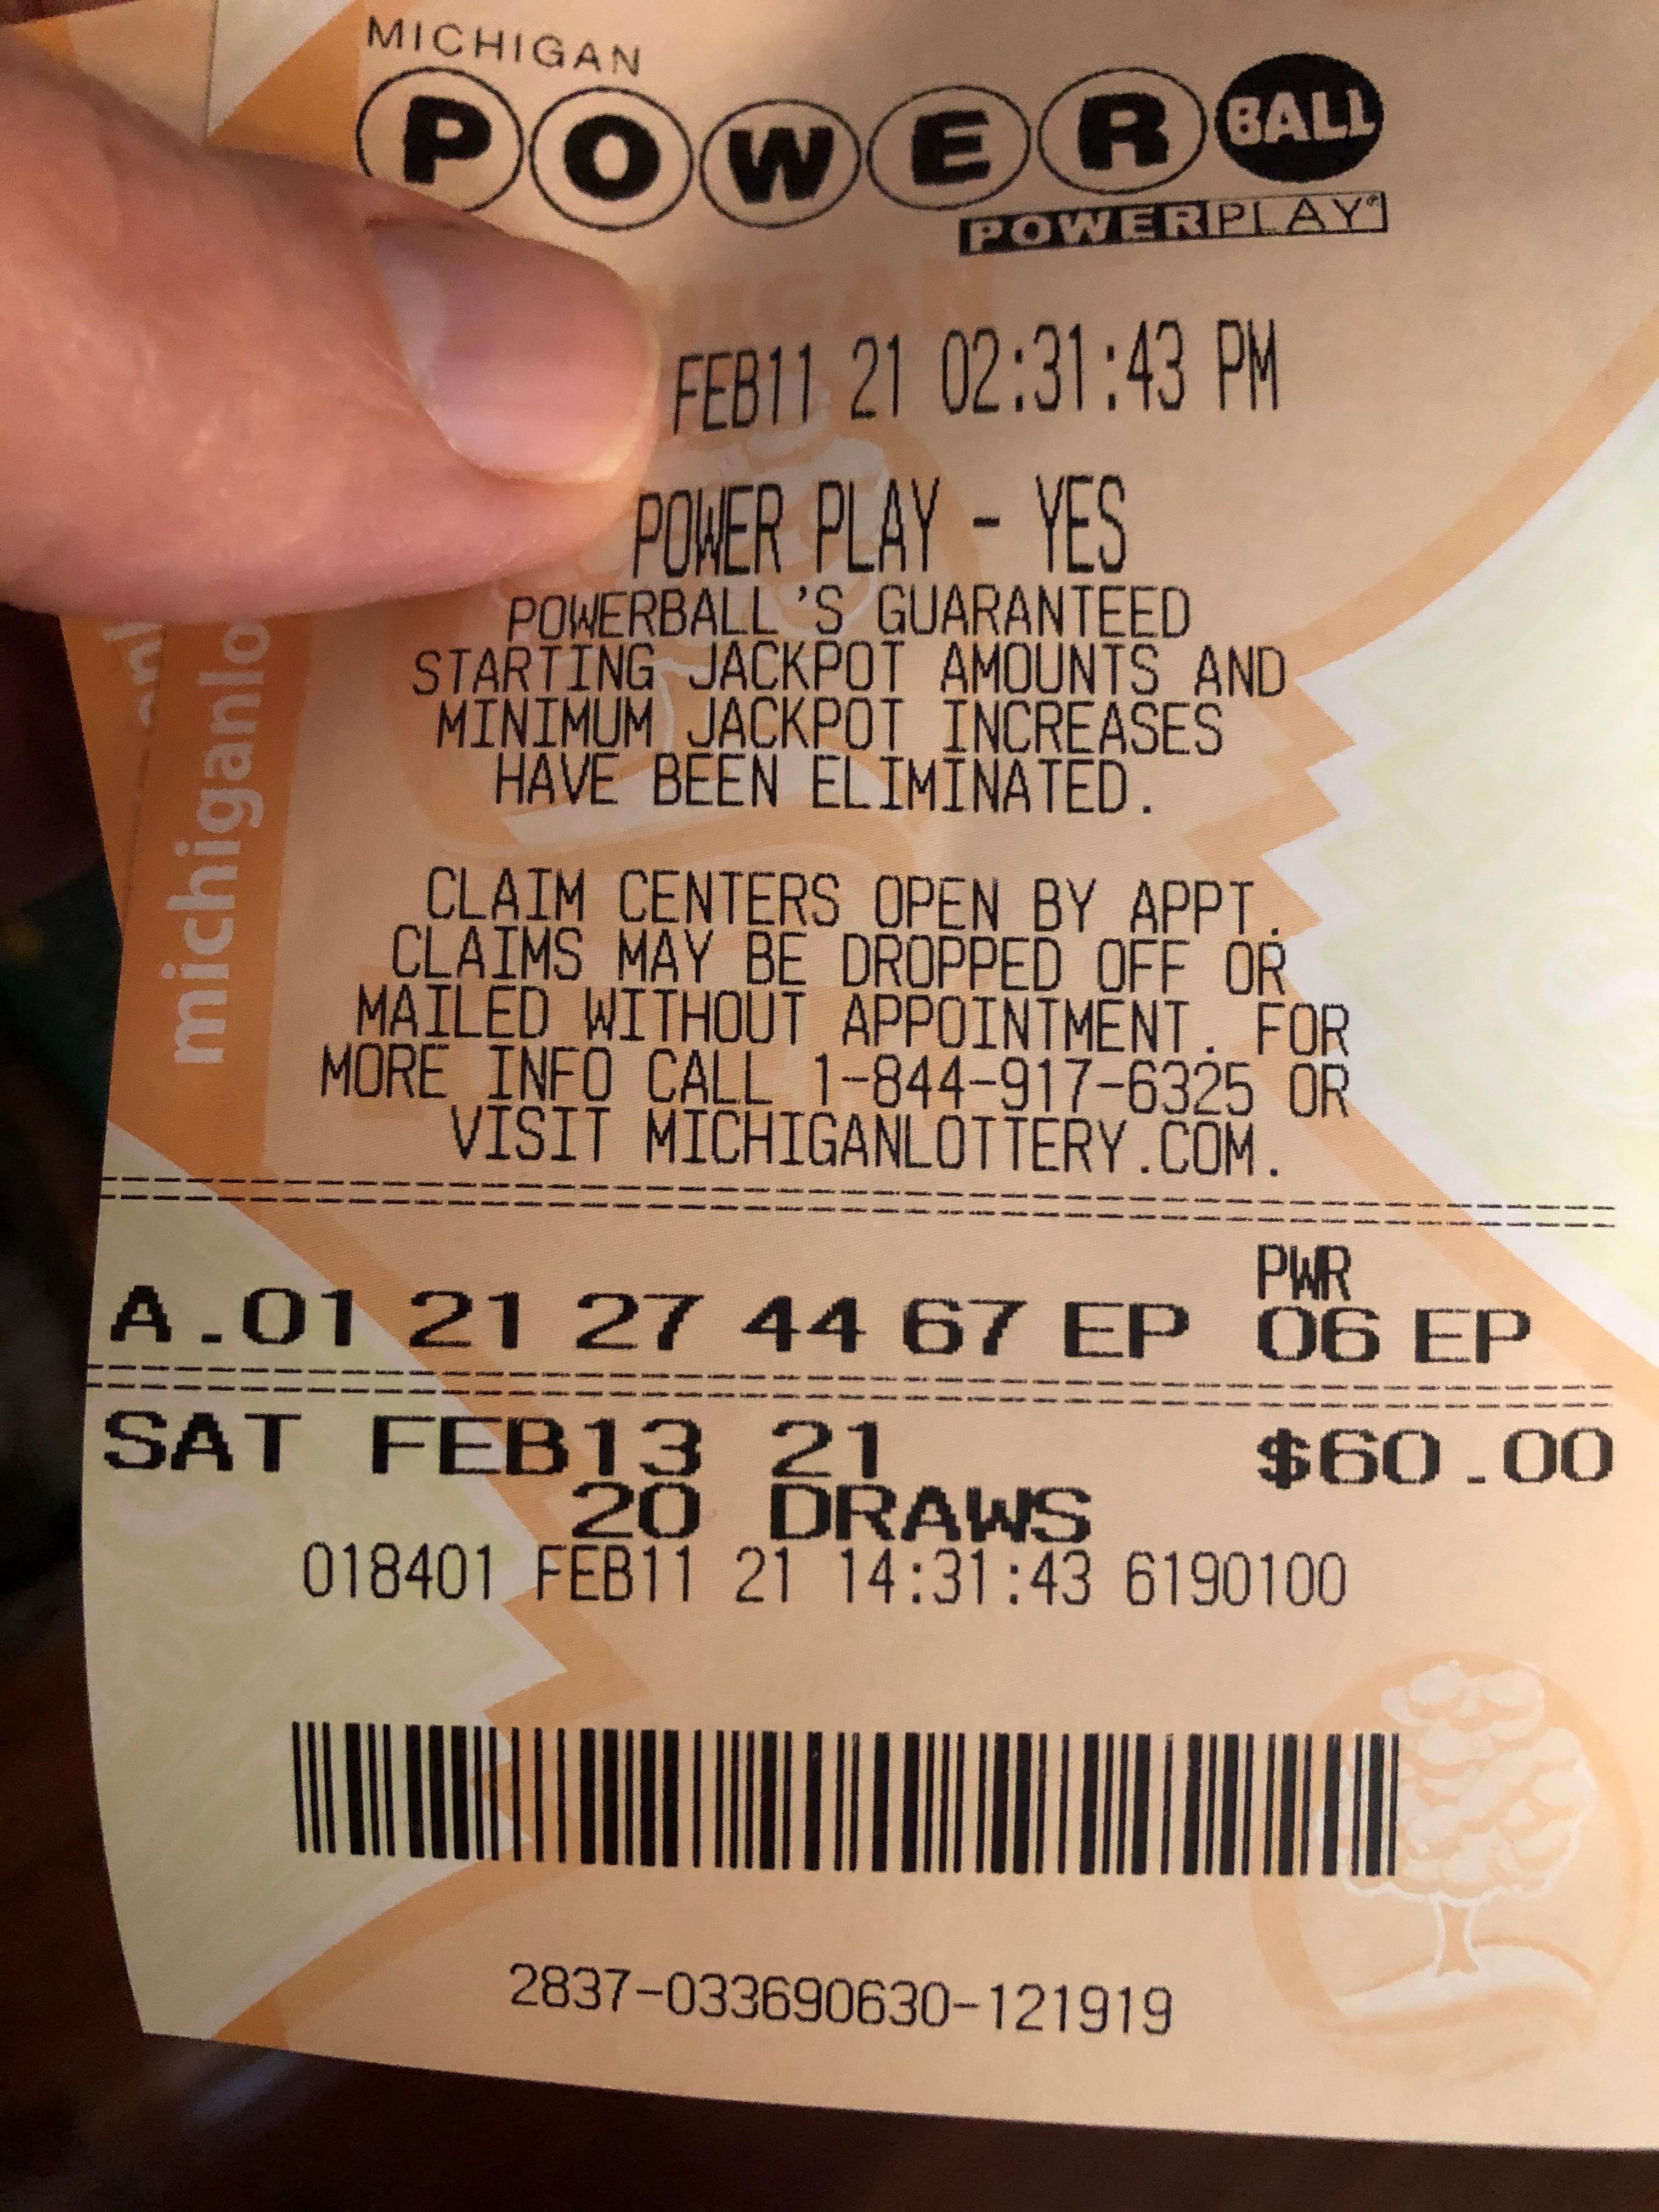 MICHIGAN
POWERBALL
POWERPLAY®
FEB11 21 02:31:43 PM
POWER PLAY - YES
POWERBALL'S GUARANTEED
STARTING JACKPOT AMOUNTS AND
MINIMUM JACKPOT INCREASES
HAVE BEEN ELIMINATED.
CLAIM CENTERS OPEN BY APPT.
CLAIMS MAY BE DROPPED OFF OR
MAILED WITHOUT APPOINTMENT. FOR
MORE INFO CALL 1-844-917-6325 OR
VISIT MICHIGANLOTTERY.COM.
PWR
A.01 21 27 44 67 EP 06 EP
SAT FEB13 21 $60.00
20 DRAWS
018401 FEB11 21 14:31:43 6190100
2837-033690630-121919
michiganlo